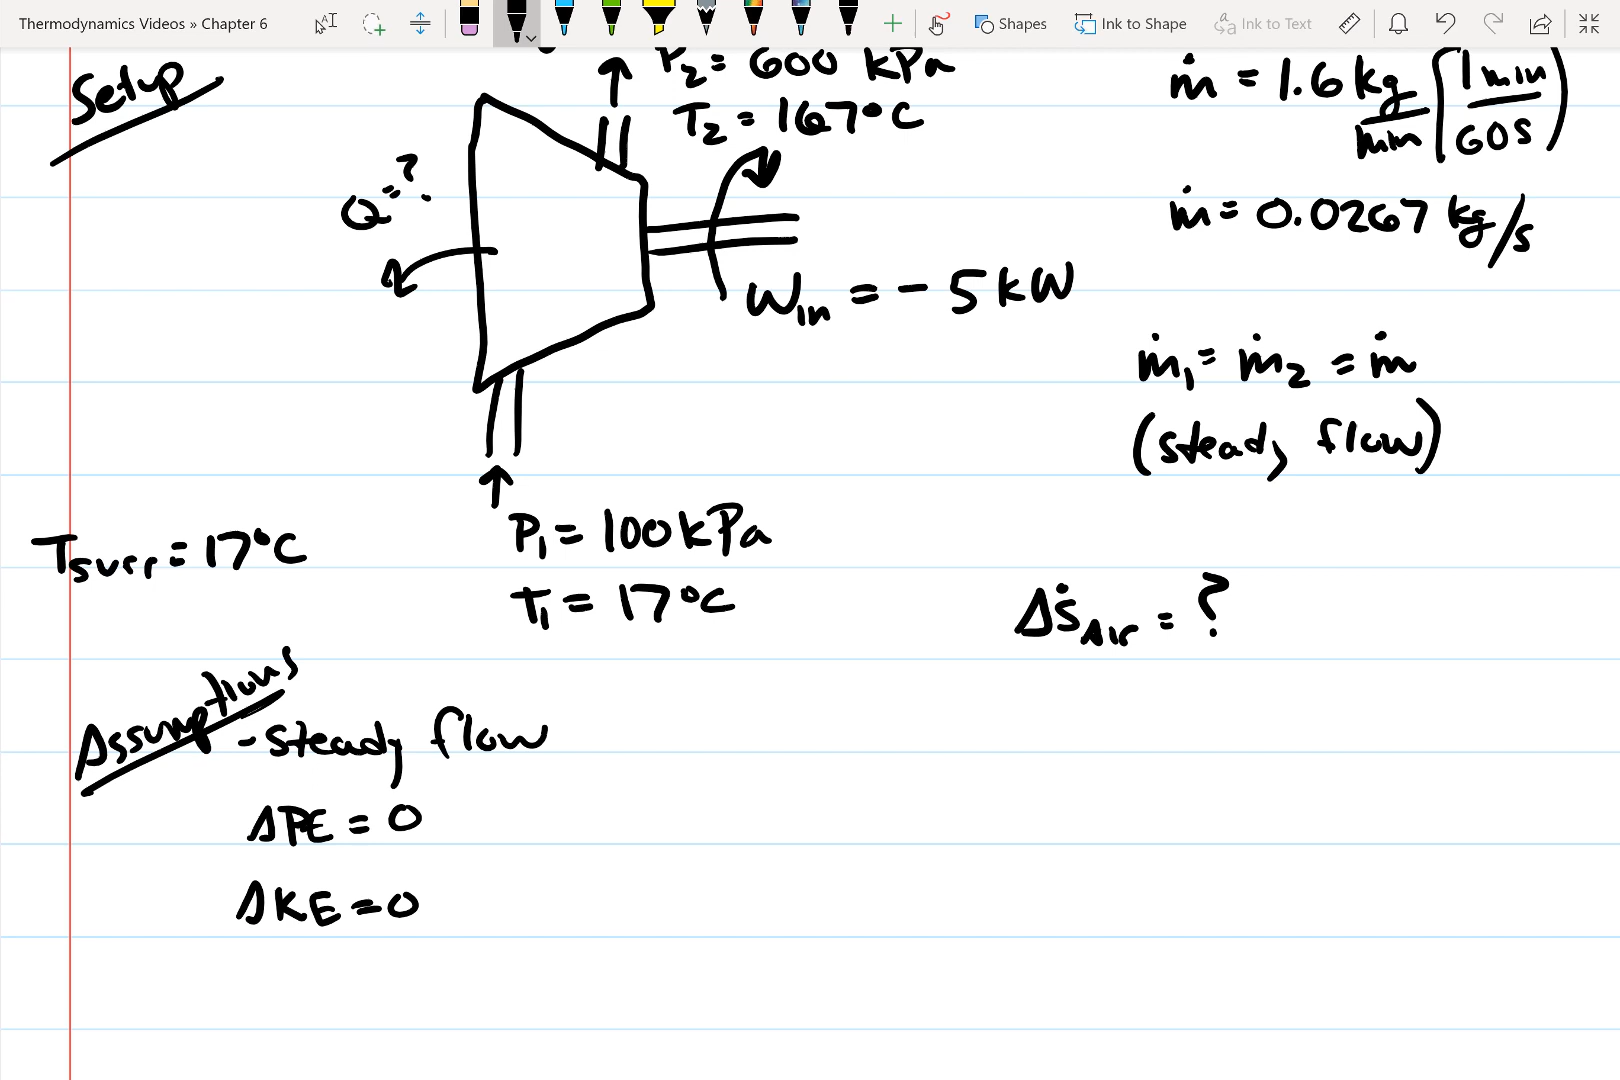 Thermodynamics Videos » Chapter 6
Shapes
Ink to Shape
Ink to Text
Setup
P₂ = 600 kPa
T₂ = 167°C
ṁ = 1.6 kg/min (1 min/60s)
Q = ?
ṁ = 0.0267 kg/s
Win = - 5 kW
ṁ₁ = ṁ₂ = ṁ
(steady flow)
P₁ = 100 kPa
T₁ = 17°C
Tsurr = 17°C
ΔṠAir = ?
Assumptions
- steady flow
ΔPE = 0
ΔKE = 0